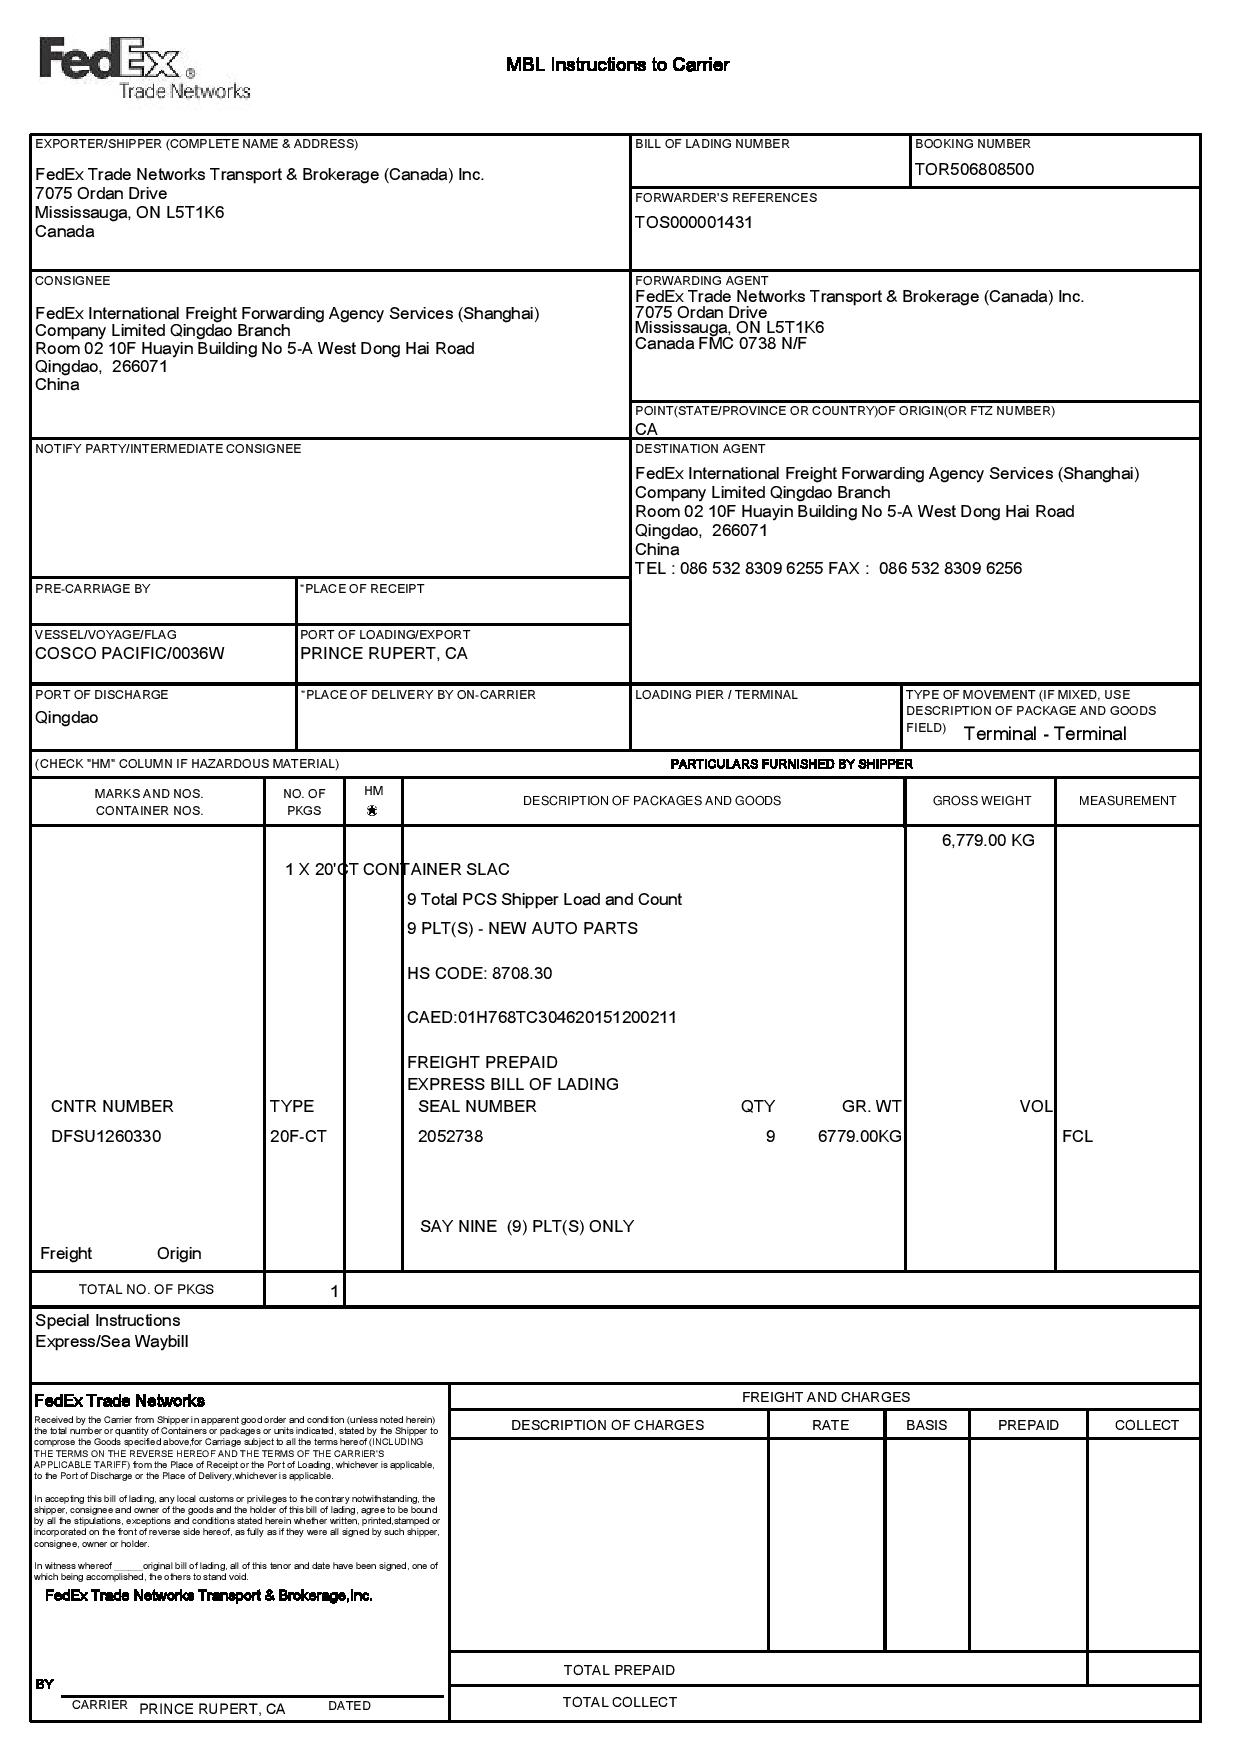 FedEx ®
Trade Networks
MBL Instructions to Carrier
EXPORTER/SHIPPER (COMPLETE NAME & ADDRESS)
FedEx Trade Networks Transport & Brokerage (Canada) Inc.
7075 Ordan Drive
Mississauga, ON L5T1K6
Canada
BILL OF LADING NUMBER
BOOKING NUMBER
TOR506808500
FORWARDER'S REFERENCES
TOS000001431
CONSIGNEE
FedEx International Freight Forwarding Agency Services (Shanghai)
Company Limited Qingdao Branch
Room 02 10F Huayin Building No 5-A West Dong Hai Road
Qingdao, 266071
China
FORWARDING AGENT
FedEx Trade Networks Transport & Brokerage (Canada) Inc.
7075 Ordan Drive
Mississauga, ON L5T1K6
Canada FMC 0738 N/F
POINT(STATE/PROVINCE OR COUNTRY)OF ORIGIN(OR FTZ NUMBER)
CA
NOTIFY PARTY/INTERMEDIATE CONSIGNEE
DESTINATION AGENT
FedEx International Freight Forwarding Agency Services (Shanghai)
Company Limited Qingdao Branch
Room 02 10F Huayin Building No 5-A West Dong Hai Road
Qingdao, 266071
China
TEL : 086 532 8309 6255 FAX : 086 532 8309 6256
PRE-CARRIAGE BY
*PLACE OF RECEIPT
VESSEL/VOYAGE/FLAG
COSCO PACIFIC/0036W
PORT OF LOADING/EXPORT
PRINCE RUPERT, CA
PORT OF DISCHARGE
Qingdao
*PLACE OF DELIVERY BY ON-CARRIER
LOADING PIER / TERMINAL
TYPE OF MOVEMENT (IF MIXED, USE
DESCRIPTION OF PACKAGE AND GOODS
FIELD) Terminal - Terminal
(CHECK "HM" COLUMN IF HAZARDOUS MATERIAL)
PARTICULARS FURNISHED BY SHIPPER
MARKS AND NOS.
CONTAINER NOS.
NO. OF
PKGS
HM
*
DESCRIPTION OF PACKAGES AND GOODS
GROSS WEIGHT
MEASUREMENT
6,779.00 KG
1 X 20'CT CONTAINER SLAC
9 Total PCS Shipper Load and Count
9 PLT(S) - NEW AUTO PARTS
HS CODE: 8708.30
CAED:01H768TC304620151200211
FREIGHT PREPAID
EXPRESS BILL OF LADING
CNTR NUMBER TYPE SEAL NUMBER QTY GR. WT VOL
DFSU1260330 20F-CT 2052738 9 6779.00KG FCL
SAY NINE (9) PLT(S) ONLY
Freight Origin
TOTAL NO. OF PKGS 1
Special Instructions
Express/Sea Waybill
FedEx Trade Networks
Received by the Carrier from Shipper in apparent good order and condition (unless noted herein)
the total number or quantity of Containers or packages or units indicated, stated by the Shipper to
comprose the Goods specified above,for Carriage subject to all the terms hereof (INCLUDING
THE TERMS ON THE REVERSE HEREOF AND THE TERMS OF THE CARRIER'S
APPLICABLE TARIFF) from the Place of Receipt or the Port of Loading, whichever is applicable,
to the Port of Discharge or the Place of Delivery,whichever is applicable.
In accepting this bill of lading, any local customs or privileges to the contrary notwithstanding, the
shipper, consignee and owner of the goods and the holder of this bill of lading, agree to be bound
by all the stipulations, exceptions and conditions stated herein whether written, printed,stamped or
incorporated on the front of reverse side hereof, as fully as if they were all signed by such shipper,
consignee, owner or holder.
In witness whereof ______original bill of lading, all of this tenor and date have been signed, one of
which being accomplished, the others to stand void.
FedEx Trade Networks Transport & Brokerage,Inc.
BY
CARRIER PRINCE RUPERT, CA DATED
FREIGHT AND CHARGES
DESCRIPTION OF CHARGES RATE BASIS PREPAID COLLECT
TOTAL PREPAID
TOTAL COLLECT